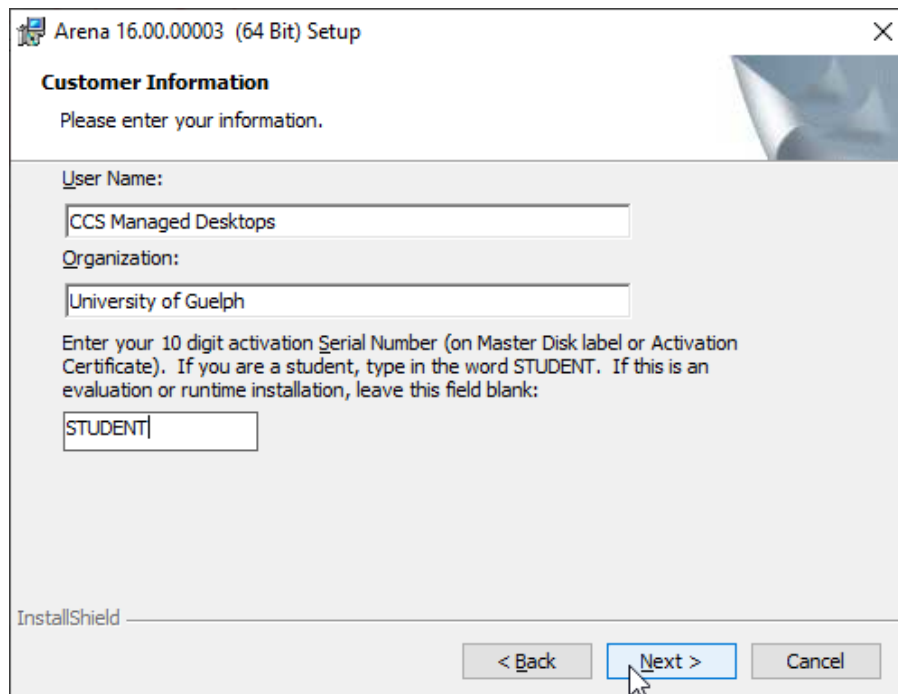 Arena 16.00.00003 (64 Bit) Setup
Customer Information
Please enter your information.
User Name:
CCS Managed Desktops
Organization:
University of Guelph
Enter your 10 digit activation Serial Number (on Master Disk label or Activation
Certificate). If you are a student, type in the word STUDENT. If this is an
evaluation or runtime installation, leave this field blank:
STUDENT
InstallShield
< Back
Next >
Cancel